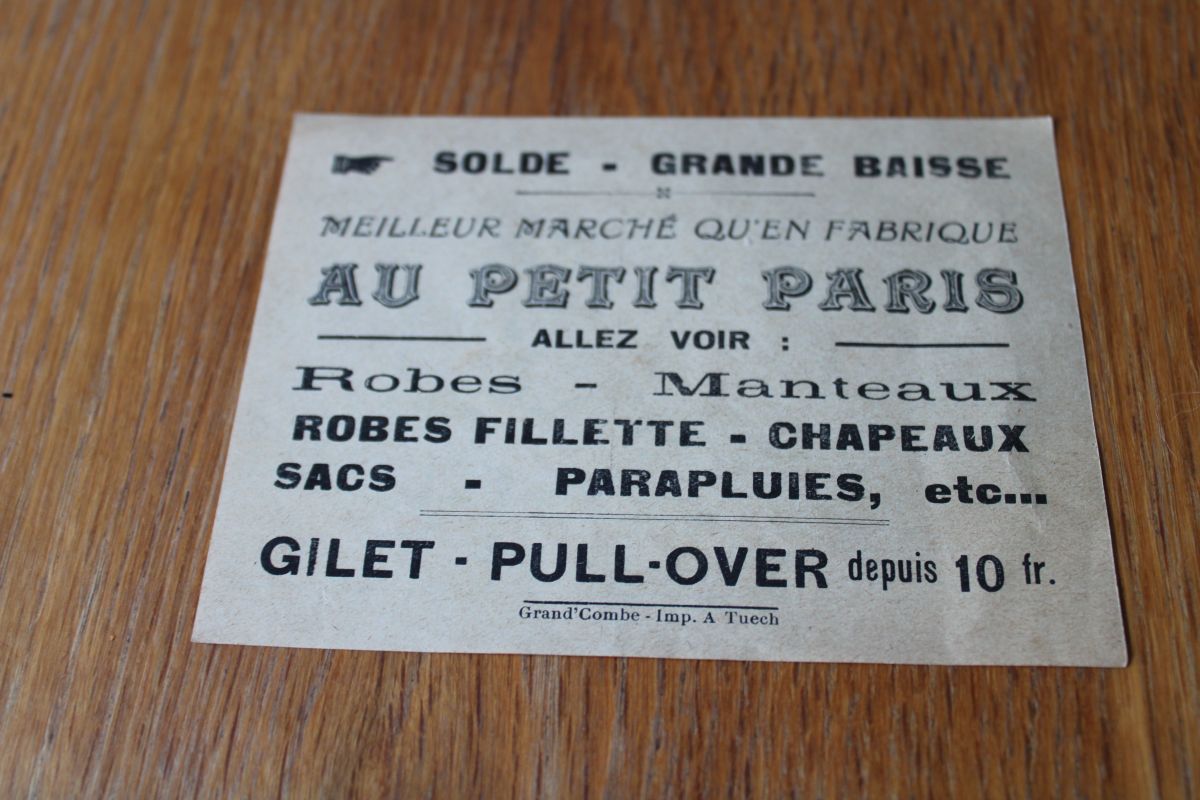 SOLDE - GRANDE BAISSE
MEILLEUR MARCHÉ QU'EN FABRIQUE
AU PETIT PARIS
ALLEZ VOIR :
Robes - Manteaux
ROBES FILLETTE - CHAPEAUX
SACS - PARAPLUIES, etc...
GILET - PULL-OVER depuis 10 fr.
Grand'Combe - Imp. A Tuech